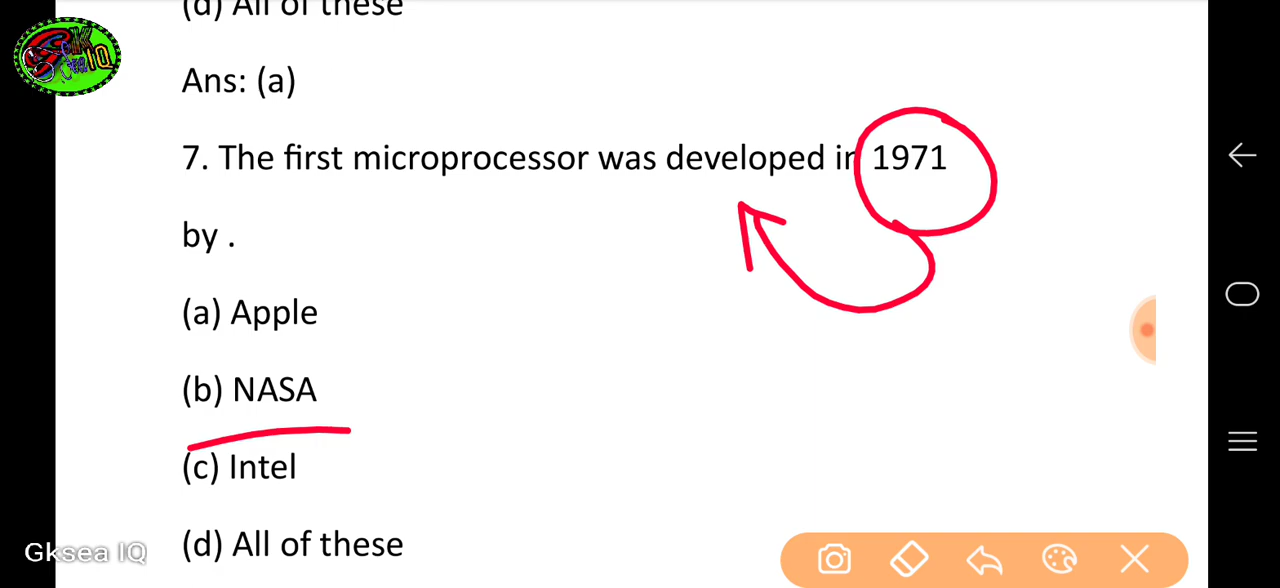 (d) All of these
IQ
Ans: (a)
7. The first microprocessor was developed in 1971
by .
(a) Apple
(b) NASA
(c) Intel
(d) All of these
Gksea IQ